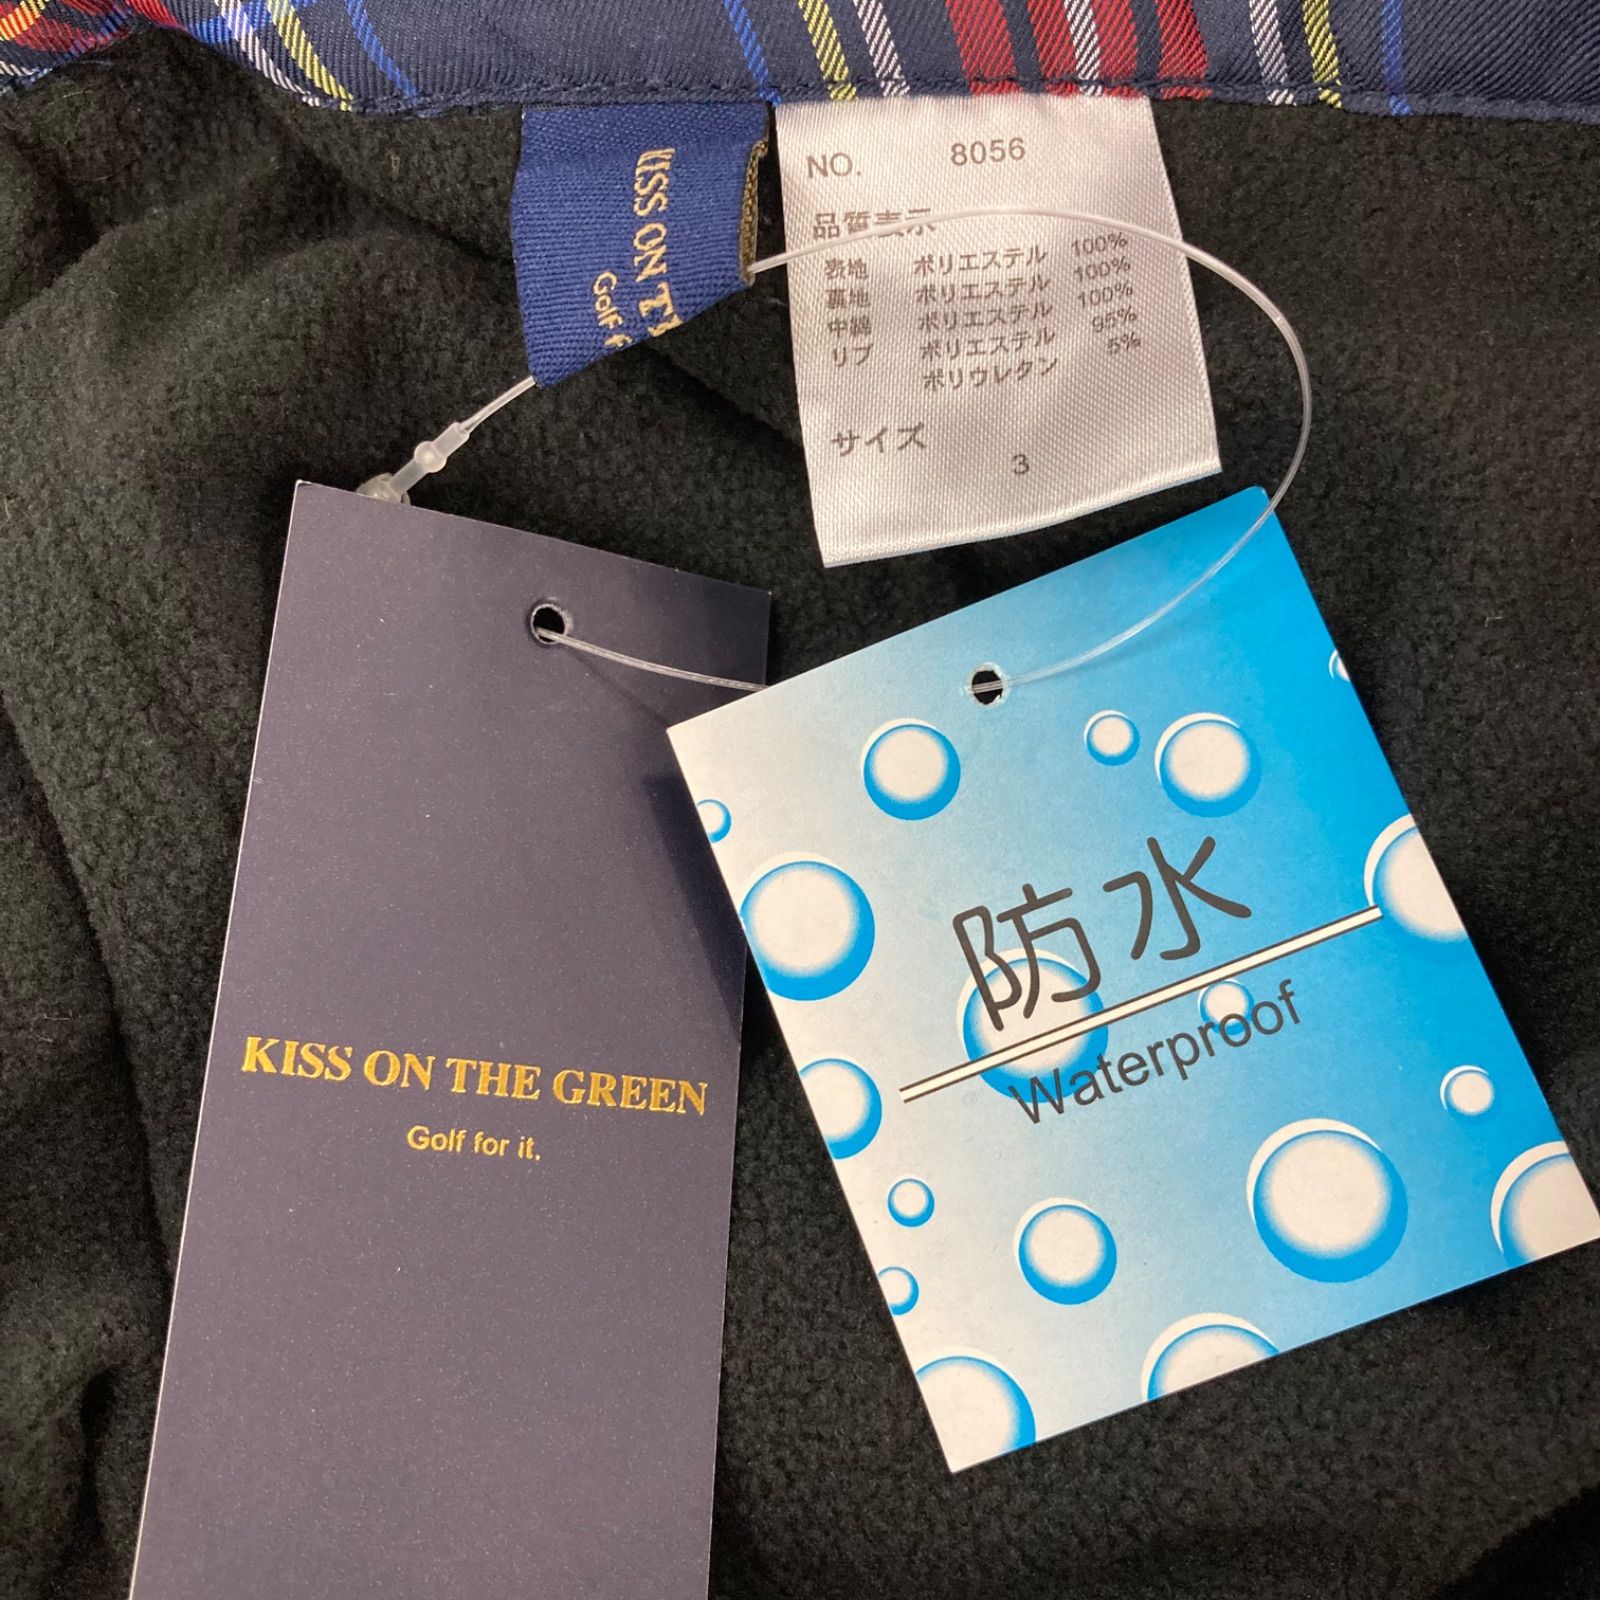 KISS ON T
Golf f
NO. 8056
品質表示
表地 ポリエステル 100%
裏地 ポリエステル 100%
中綿 ポリエステル 100%
リブ ポリエステル 95%
ポリウレタン 5%
サイズ 3
KISS ON THE GREEN
Golf for it.
防水
Waterproof